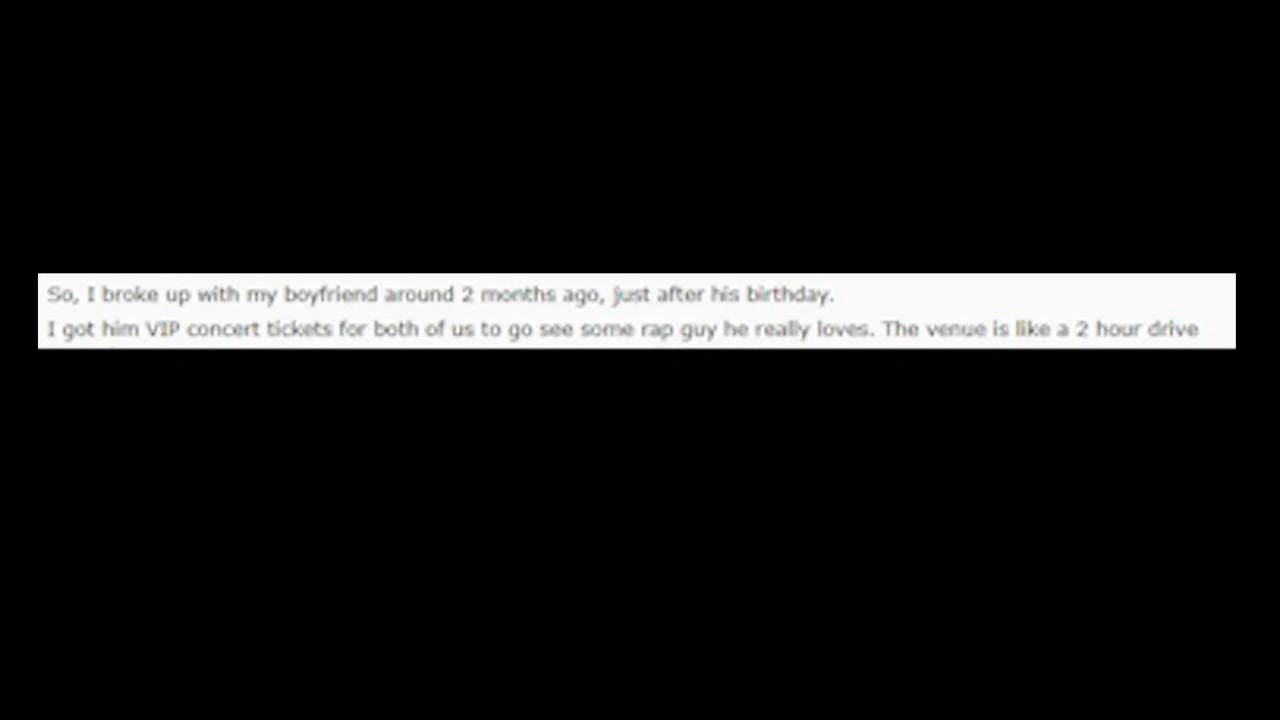 So, I broke up with my boyfriend around 2 months ago, just after his birthday.
I got him VIP concert tickets for both of us to go see some rap guy he really loves. The venue is like a 2 hour drive